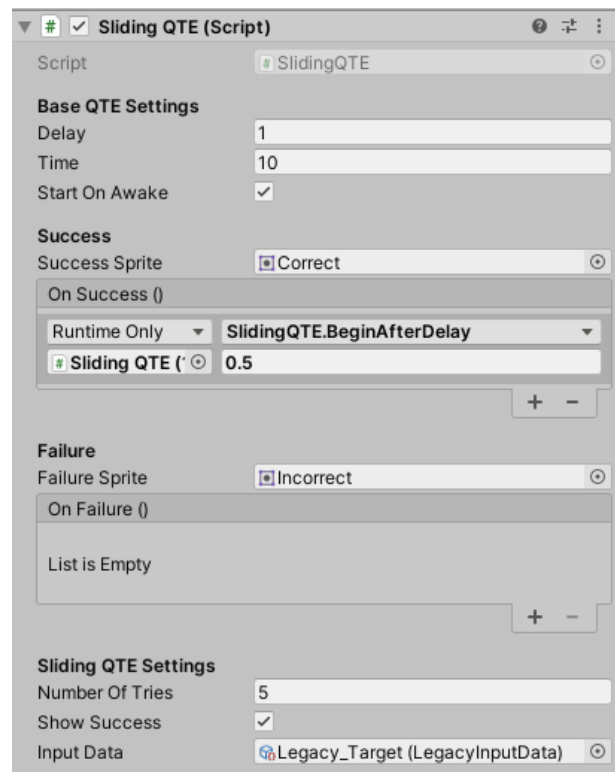 Sliding QTE (Script)
Script SlidingQTE
Base QTE Settings
Delay 1
Time 10
Start On Awake
Success
Success Sprite Correct
On Success ()
Runtime Only SlidingQTE.BeginAfterDelay
Sliding QTE (' 0.5
+ −
Failure
Failure Sprite Incorrect
On Failure ()
List is Empty
+ −
Sliding QTE Settings
Number Of Tries 5
Show Success
Input Data Legacy_Target (LegacyInputData)